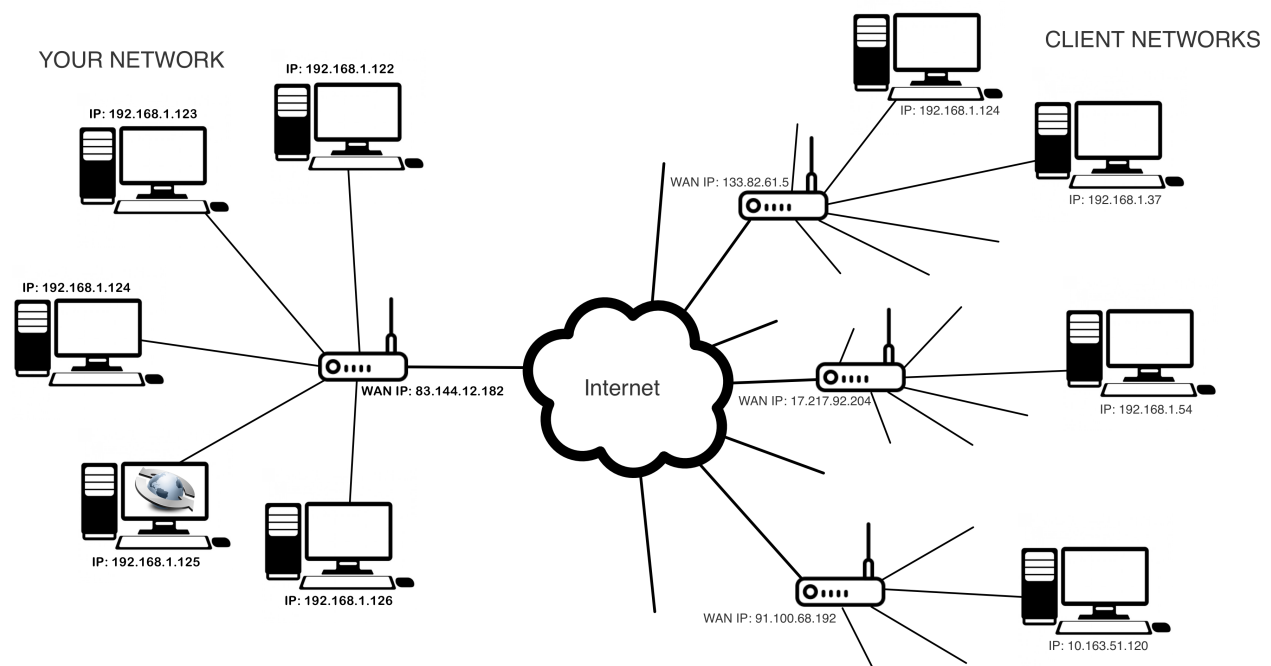 YOUR NETWORK
CLIENT NETWORKS
IP: 192.168.1.122
IP: 192.168.1.123
IP: 192.168.1.124
IP: 192.168.1.125
IP: 192.168.1.126
WAN IP: 83.144.12.182
Internet
WAN IP: 133.82.61.5
IP: 192.168.1.124
IP: 192.168.1.37
WAN IP: 17.217.92.204
IP: 192.168.1.54
WAN IP: 91.100.68.192
IP: 10.163.51.120